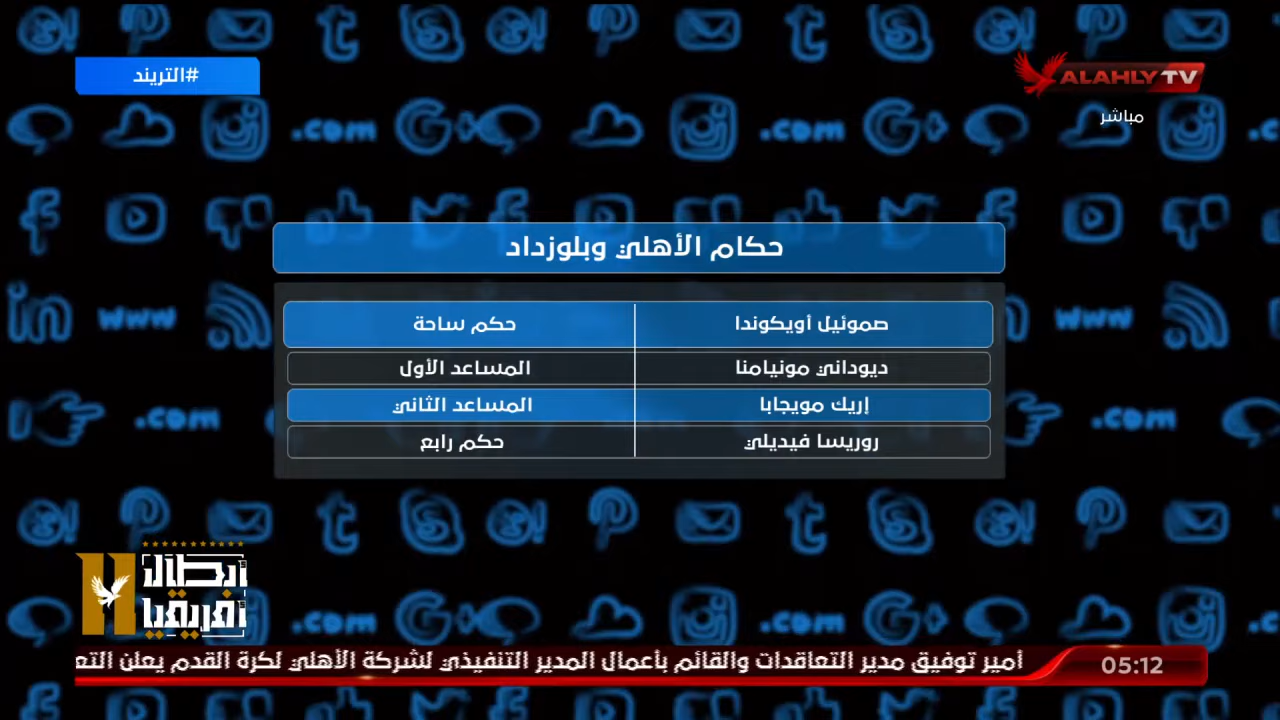 #التريند
ALAHLY TV
مباشر
حكام الأهلي وبلوزداد
صموئيل أويكوندا حكم ساحة
ديوداني مونيامنا المساعد الأول
إريك مويجابا المساعد الثاني
روريسا فيديلي حكم رابع
أبطال
أفريقيا
11
أمير توفيق مدير التعاقدات والقائم بأعمال المدير التنفيذي لشركة الأهلي لكرة القدم يعلن التع
05:12